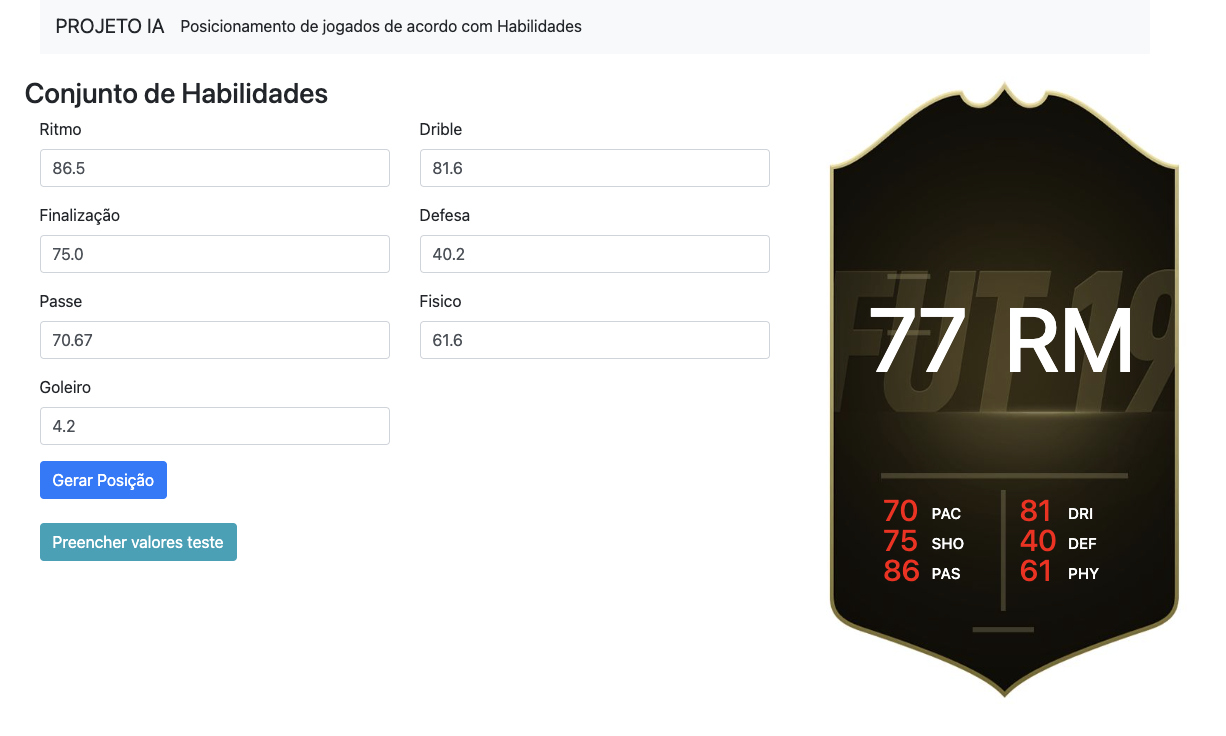 PROJETO IA Posicionamento de jogados de acordo com Habilidades
Conjunto de Habilidades
Ritmo
86.5
Drible
81.6
Finalização
75.0
Defesa
40.2
Passe
70.67
Fisico
61.6
Goleiro
4.2
Gerar Posição
Preencher valores teste
FUT 19
77 RM
70 PAC 81 DRI
75 SHO 40 DEF
86 PAS 61 PHY